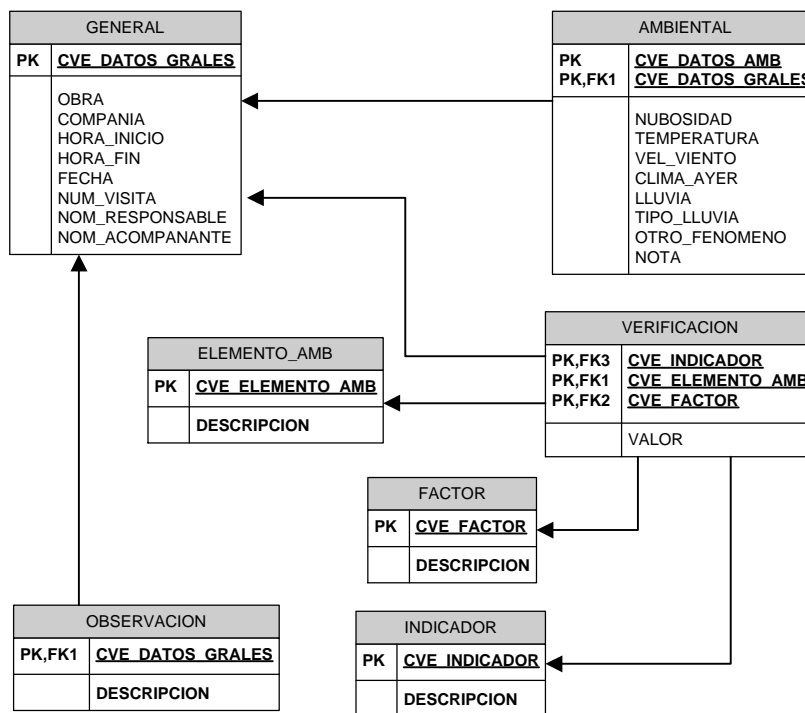 GENERAL
PK CVE_DATOS_GRALES
OBRA
COMPANIA
HORA_INICIO
HORA_FIN
FECHA
NUM_VISITA
NOM_RESPONSABLE
NOM_ACOMPANANTE
AMBIENTAL
PK CVE_DATOS_AMB
PK,FK1 CVE_DATOS_GRALES
NUBOSIDAD
TEMPERATURA
VEL_VIENTO
CLIMA_AYER
LLUVIA
TIPO_LLUVIA
OTRO_FENOMENO
NOTA
ELEMENTO_AMB
PK CVE_ELEMENTO_AMB
DESCRIPCION
VERIFICACION
PK,FK3 CVE_INDICADOR
PK,FK1 CVE_ELEMENTO_AMB
PK,FK2 CVE_FACTOR
VALOR
FACTOR
PK CVE_FACTOR
DESCRIPCION
OBSERVACION
PK,FK1 CVE_DATOS_GRALES
DESCRIPCION
INDICADOR
PK CVE_INDICADOR
DESCRIPCION